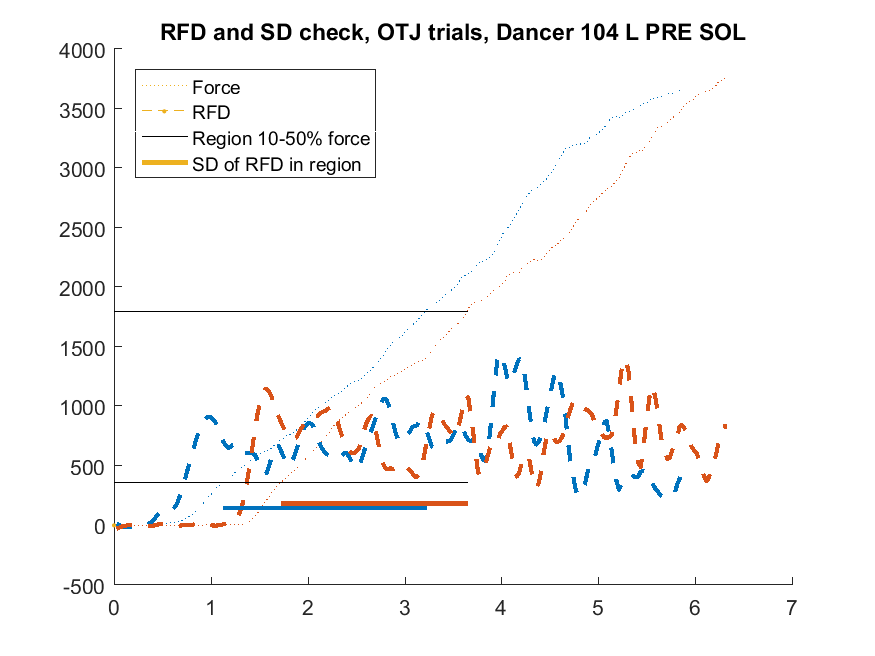 RFD and SD check, OTJ trials, Dancer 104 L PRE SOL
4000
3500
3000
2500
2000
1500
1000
500
0
-500
Force
RFD
Region 10-50% force
SD of RFD in region
0 1 2 3 4 5 6 7